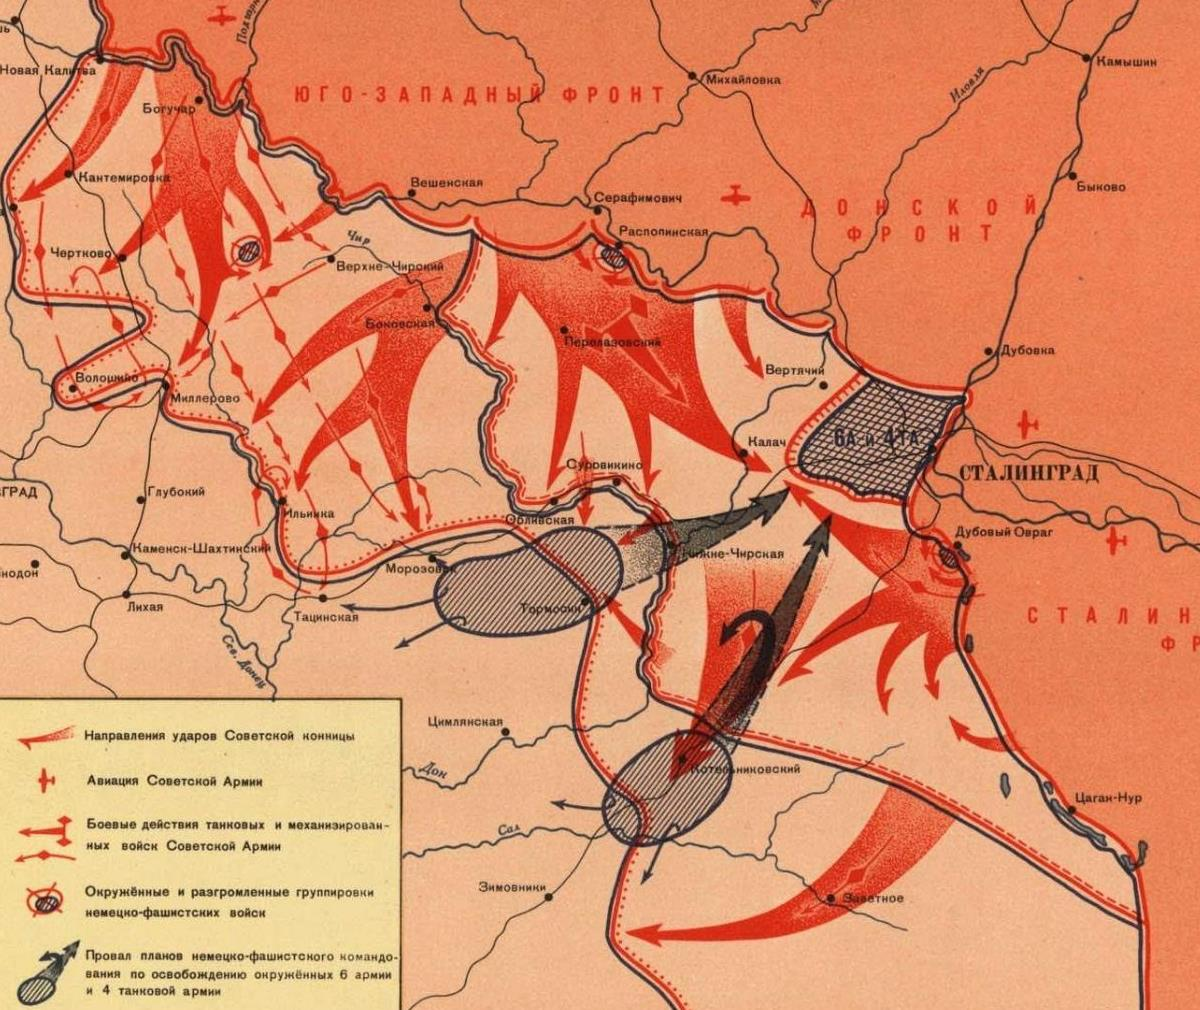 Новая Калитва
Богучар
ЮГО-ЗАПАДНЫЙ ФРОНТ
Михайловка
Иловля
Камышин
Кантемировка
Вешенская
Серафимович
Быково
ДОНСКОЙ
ФРОНТ
Распопинская
Чертково
Чир
Верхне-Чирский
Боковская
Перелазовский
Дубовка
Вертячий
Волошино
Миллерово
6А и 4ТА
Калач
СТАЛИНГРАД
Суровикино
ГРАД
Глубокий
Ильинка
Обливская
Дубовый Овраг
Каменск-Шахтинский
Нижне-Чирская
Морозовск
Лихая
Тацинская
Тормосин
СТАЛИН
ФР
Сев. Донец
Цимлянская
Дон
Котельниковский
Цаган-Нур
Сал
Зимовники
Заветное
Направления ударов Советской конницы
Авиация Советской Армии
Боевые действия танковых и механизирован-
ных войск Советской Армии
Окружённые и разгромленные группировки
немецко-фашистских войск
Провал планов немецко-фашистского командо-
вания по освобождению окружённых 6 армии
и 4 танковой армии